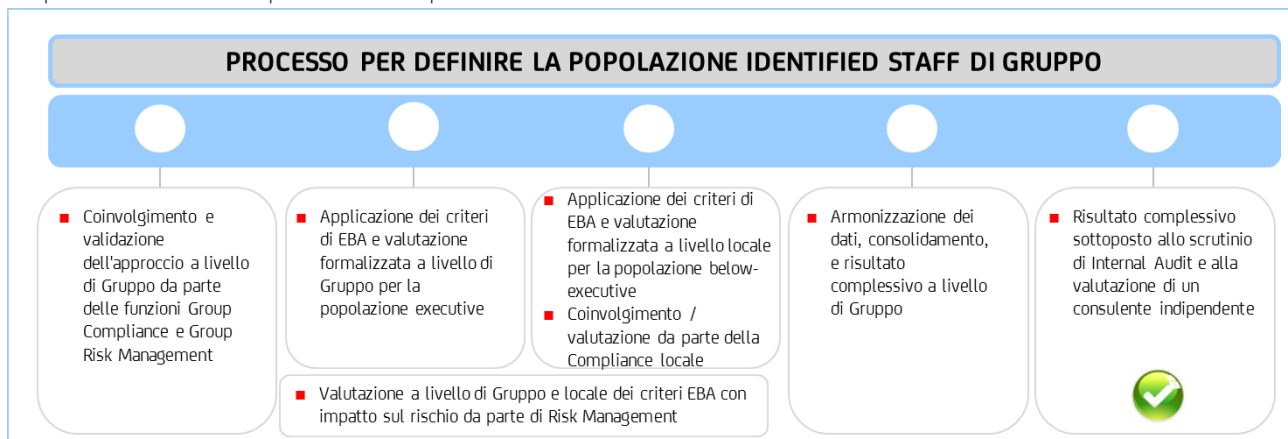 PROCESSO PER DEFINIRE LA POPOLAZIONE IDENTIFIED STAFF DI GRUPPO
Coinvolgimento e
validazione
dell'approccio a livello
di Gruppo da parte
delle funzioni Group
Compliance e Group
Risk Management
Applicazione dei criteri
di EBA e valutazione
formalizzata a livello di
Gruppo per la
popolazione executive
Applicazione dei criteri di
EBA e valutazione
formalizzata a livello locale
per la popolazione below-
executive
Coinvolgimento /
valutazione da parte della
Compliance locale
Valutazione a livello di Gruppo e locale dei criteri EBA con
impatto sul rischio da parte di Risk Management
Armonizzazione dei
dati, consolidamento,
e risultato
complessivo a livello
di Gruppo
Risultato complessivo
sottoposto allo scrutinio
di Internal Audit e alla
valutazione di un
consulente indipendente